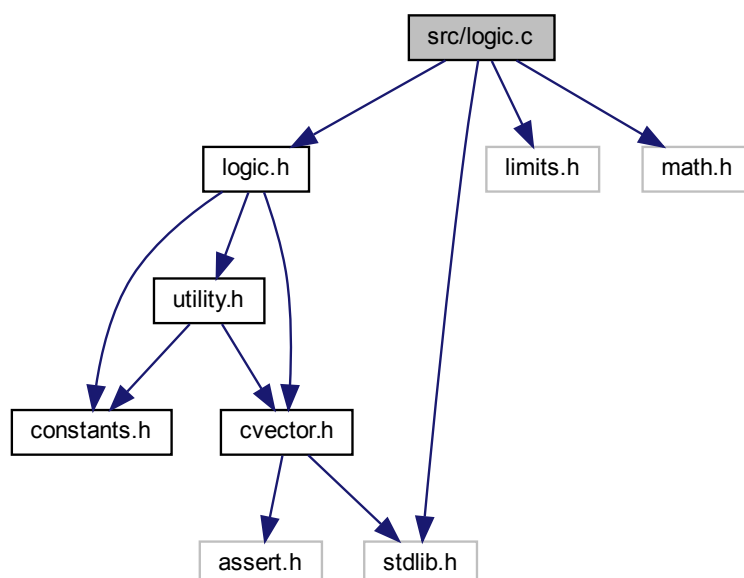 src/logic.c
logic.h
limits.h
math.h
utility.h
constants.h
cvector.h
assert.h
stdlib.h